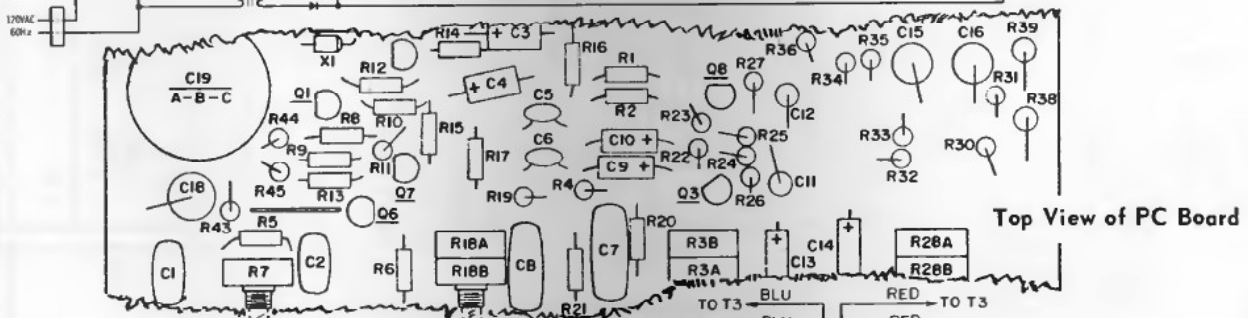 120VAC
60Hz
C19
A-B-C
X1
R14
C3
R16
R1
R2
Q8
R27
R36
R34
R35
C15
C16
R39
R31
R38
R12
Q1
R10
C4
C5
C6
R44
R8
R9
R45
R13
R11
Q7
R15
R17
C10
C9
R23
R22
R24
R25
C12
R33
R32
R30
C18
R43
Q6
R19
R4
Q3
R26
C11
Top View of PC Board
C1
R5
R7
C2
R6
R18A
R18B
C8
R21
C7
R20
R3B
R3A
C13
C14
R28A
R28B
TO T3
BLU
RED
TO T3
BLU
RED